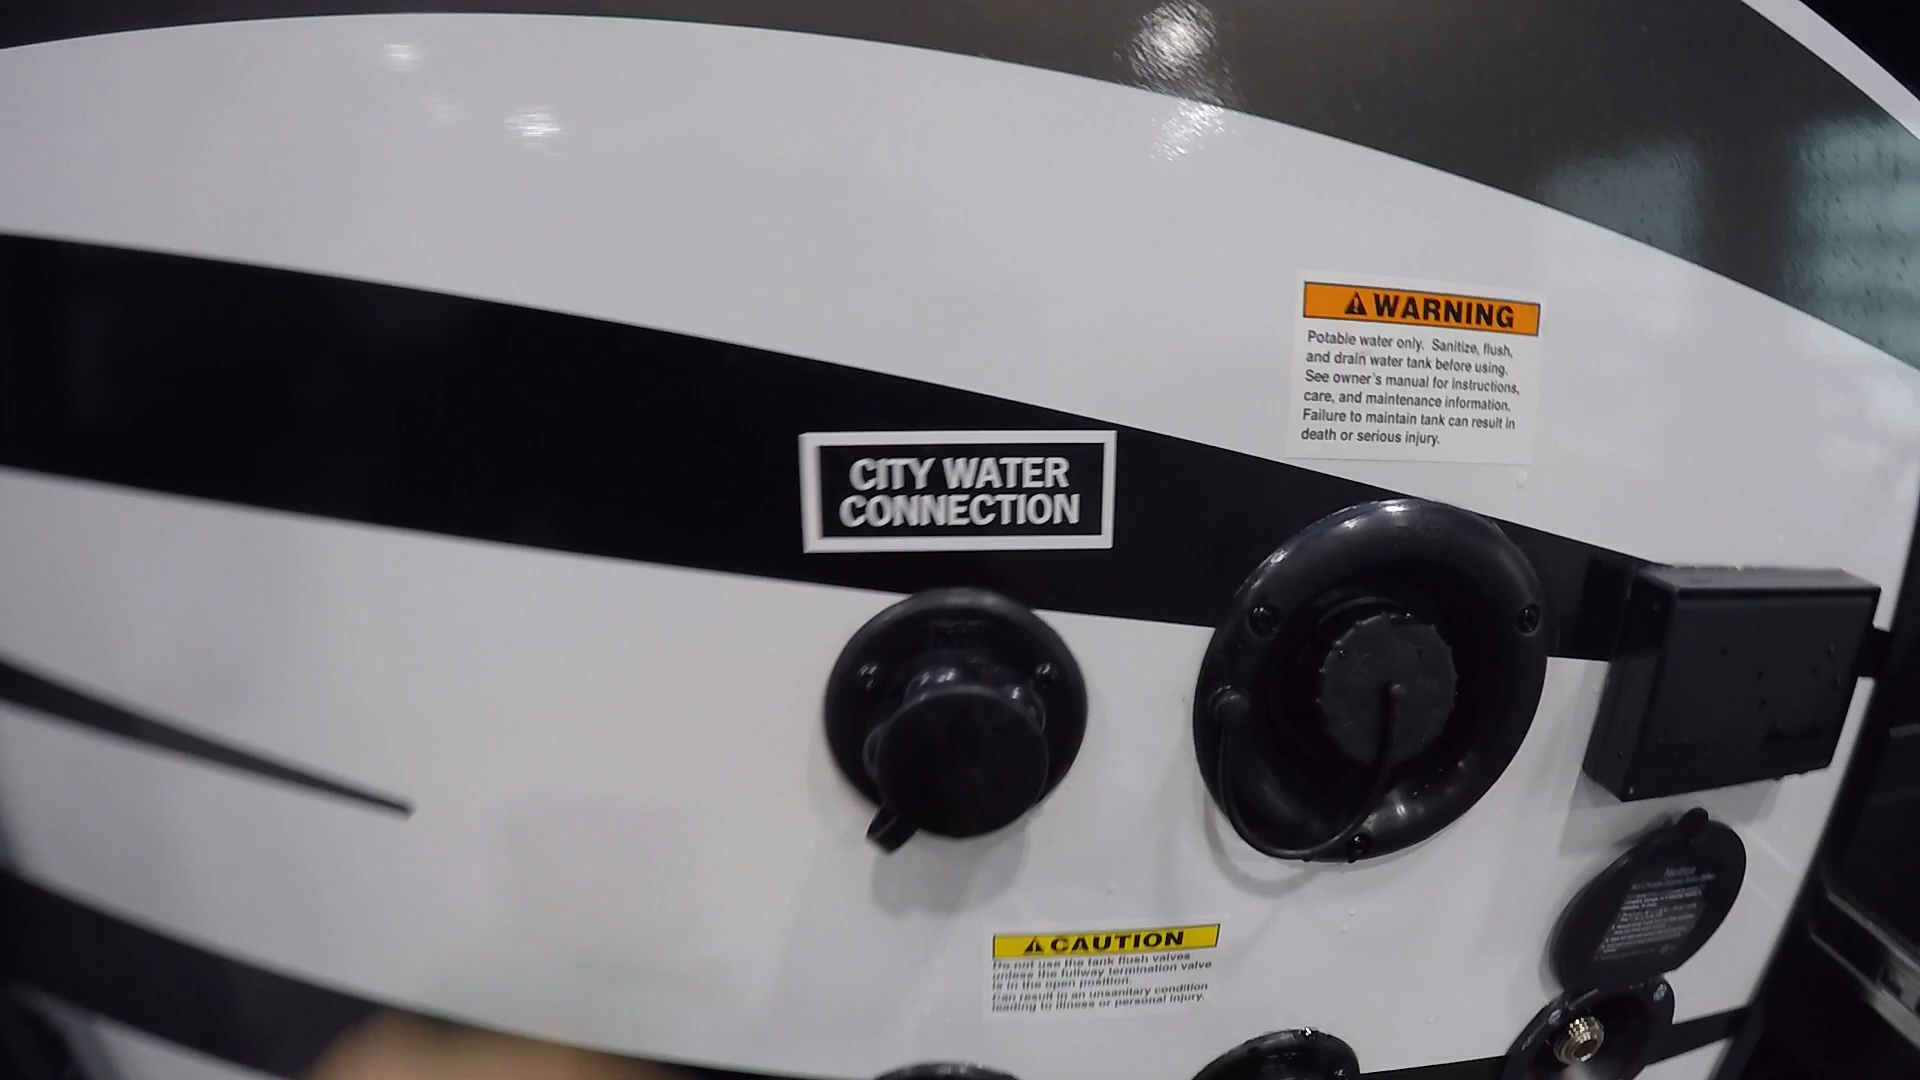 WARNING
Potable water only. Sanitize, flush,
and drain water tank before using.
See owner's manual for instructions,
care, and maintenance information.
Failure to maintain tank can result in
death or serious injury.
CITY WATER
CONNECTION
CAUTION
Do not use the tank flush valves
unless the fullway termination valve
is in the open position.
Can result in an unsanitary condition
leading to illness or personal injury.